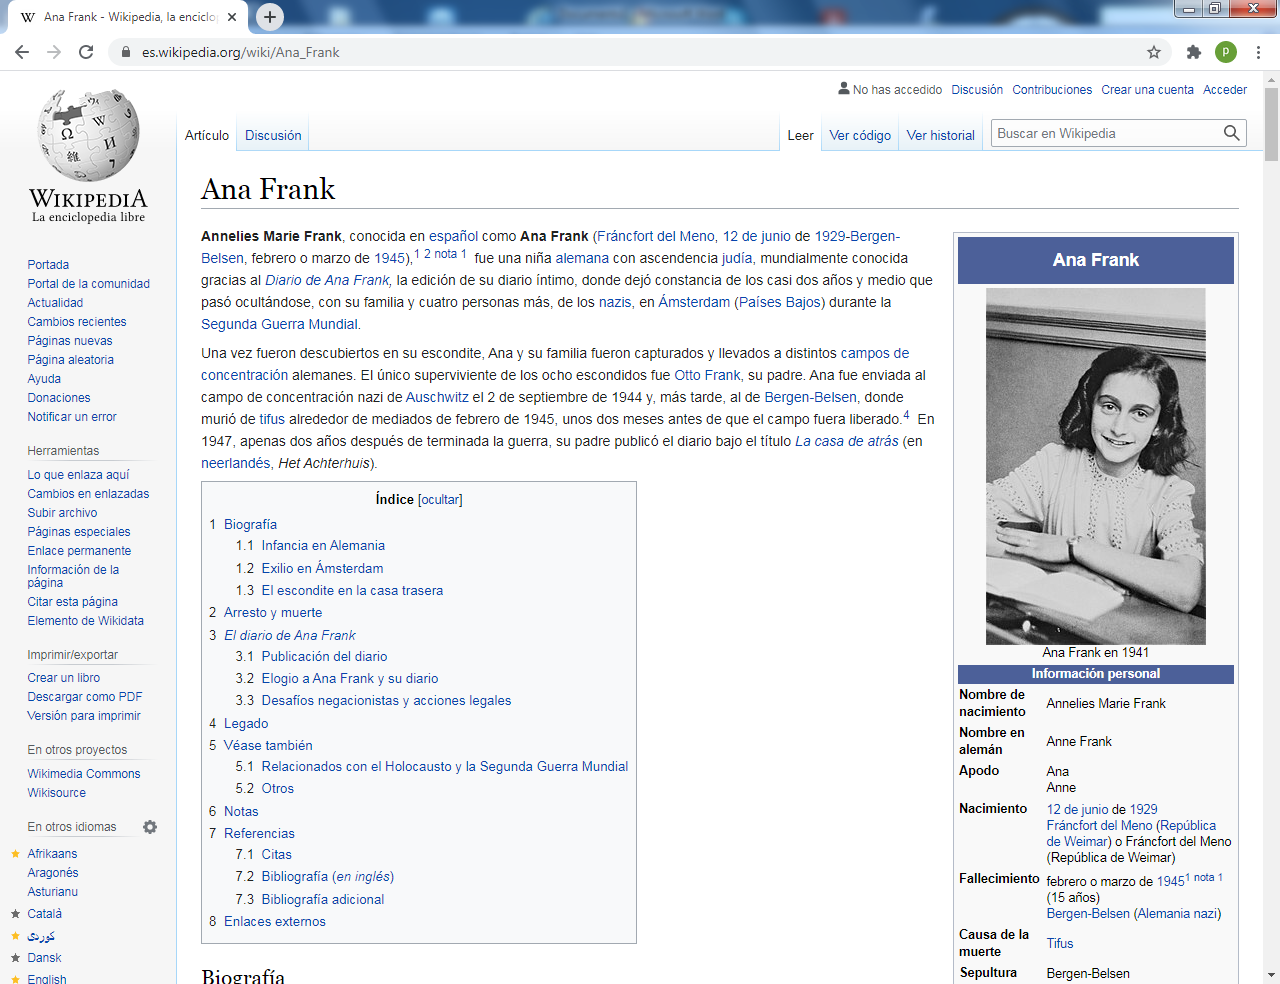 Ana Frank - Wikipedia, la enciclo
es.wikipedia.org/wiki/Ana_Frank
P
No has accedido Discusión Contribuciones Crear una cuenta Acceder
Artículo Discusión Leer Ver código Ver historial Buscar en Wikipedia
WIKIPEDIA
La enciclopedia libre
Portada
Portal de la comunidad
Actualidad
Cambios recientes
Páginas nuevas
Página aleatoria
Ayuda
Donaciones
Notificar un error
Herramientas
Lo que enlaza aquí
Cambios en enlazadas
Subir archivo
Páginas especiales
Enlace permanente
Información de la
página
Citar esta página
Elemento de Wikidata
Imprimir/exportar
Crear un libro
Descargar como PDF
Versión para imprimir
En otros proyectos
Wikimedia Commons
Wikisource
En otros idiomas
Afrikaans
Aragonés
Asturianu
Català
کوردی
Dansk
English
Ana Frank
Annelies Marie Frank, conocida en español como Ana Frank (Fráncfort del Meno, 12 de junio de 1929-Bergen-
Belsen, febrero o marzo de 1945),1 2 nota 1 fue una niña alemana con ascendencia judía, mundialmente conocida
gracias al Diario de Ana Frank, la edición de su diario íntimo, donde dejó constancia de los casi dos años y medio que
pasó ocultándose, con su familia y cuatro personas más, de los nazis, en Ámsterdam (Países Bajos) durante la
Segunda Guerra Mundial.
Una vez fueron descubiertos en su escondite, Ana y su familia fueron capturados y llevados a distintos campos de
concentración alemanes. El único superviviente de los ocho escondidos fue Otto Frank, su padre. Ana fue enviada al
campo de concentración nazi de Auschwitz el 2 de septiembre de 1944 y, más tarde, al de Bergen-Belsen, donde
murió de tifus alrededor de mediados de febrero de 1945, unos dos meses antes de que el campo fuera liberado.4 En
1947, apenas dos años después de terminada la guerra, su padre publicó el diario bajo el título La casa de atrás (en
neerlandés, Het Achterhuis).
Índice [ocultar]
1 Biografía
1.1 Infancia en Alemania
1.2 Exilio en Ámsterdam
1.3 El escondite en la casa trasera
2 Arresto y muerte
3 El diario de Ana Frank
3.1 Publicación del diario
3.2 Elogio a Ana Frank y su diario
3.3 Desafíos negacionistas y acciones legales
4 Legado
5 Véase también
5.1 Relacionados con el Holocausto y la Segunda Guerra Mundial
5.2 Otros
6 Notas
7 Referencias
7.1 Citas
7.2 Bibliografía (en inglés)
7.3 Bibliografía adicional
8 Enlaces externos
Biografía
Ana Frank
Ana Frank en 1941
Información personal
Nombre de
nacimiento Annelies Marie Frank
Nombre en
alemán Anne Frank
Apodo Ana
Anne
Nacimiento 12 de junio de 1929
Fráncfort del Meno (República
de Weimar) o Fráncfort del Meno
(República de Weimar)
Fallecimiento febrero o marzo de 19451 nota 1
(15 años)
Bergen-Belsen (Alemania nazi)
Causa de la
muerte Tifus
Sepultura Bergen-Belsen